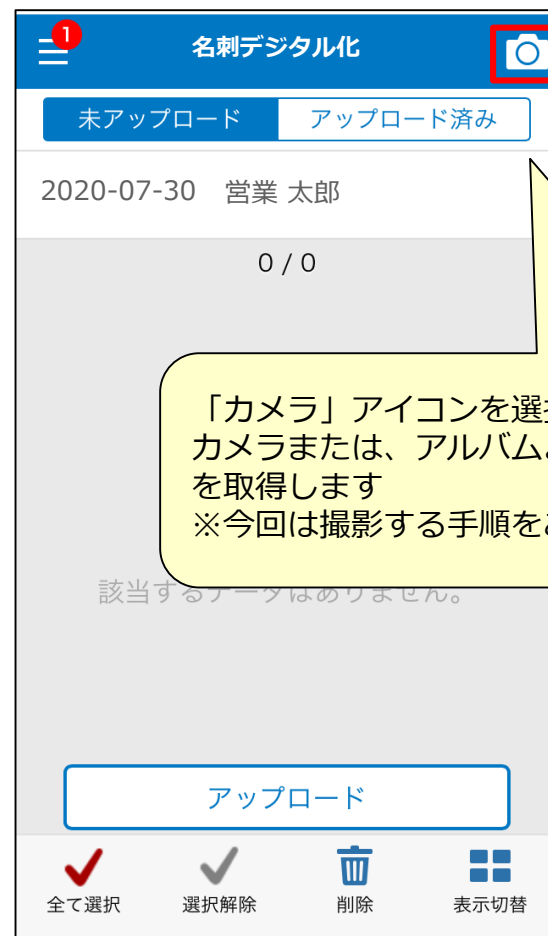 1
名刺デジタル化
未アップロード アップロード済み
2020-07-30 営業 太郎
0 / 0
「カメラ」アイコンを選
カメラまたは、アルバム
を取得します
※今回は撮影する手順を
該当するデータはありません。
アップロード
全て選択 選択解除 削除 表示切替